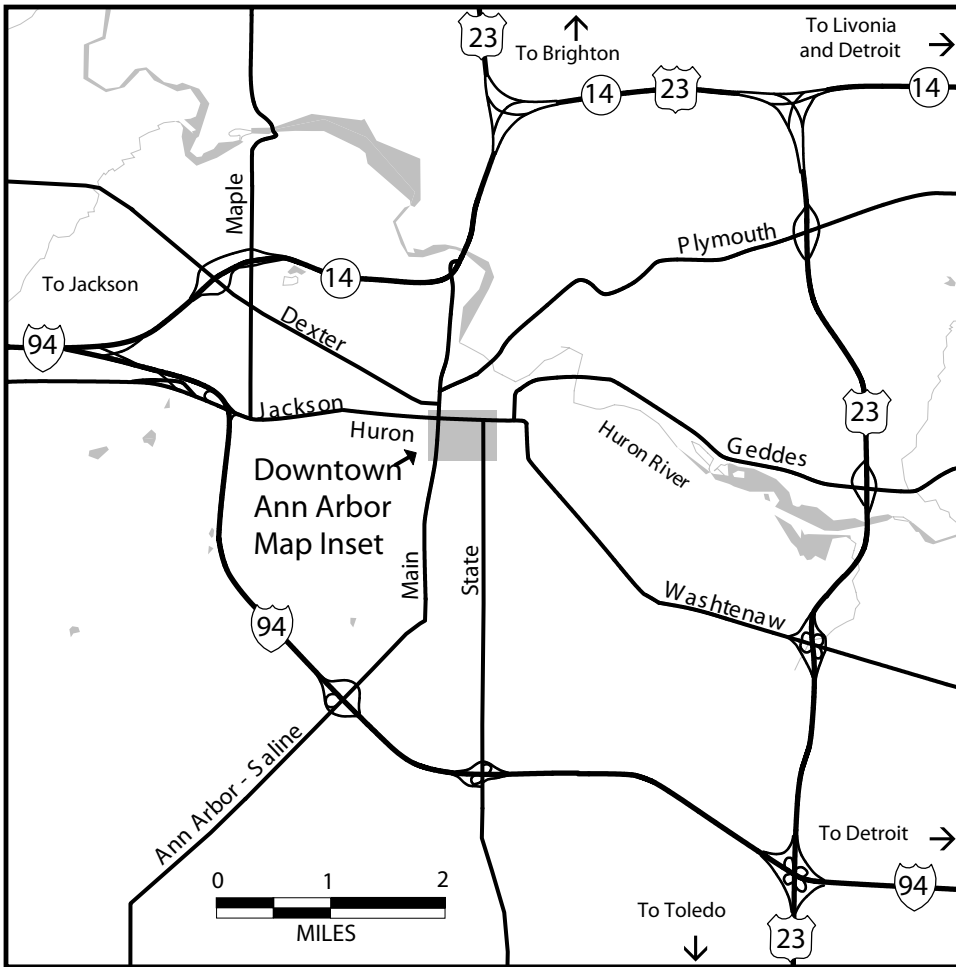 23
To Brighton
To Livonia
and Detroit
14
23
14
Maple
Plymouth
To Jackson
14
Dexter
94
Jackson
23
Huron
Huron River
Geddes
Downtown
Ann Arbor
Map Inset
Main
State
Washtenaw
94
Ann Arbor - Saline
To Detroit
0 1 2
MILES
94
To Toledo
23